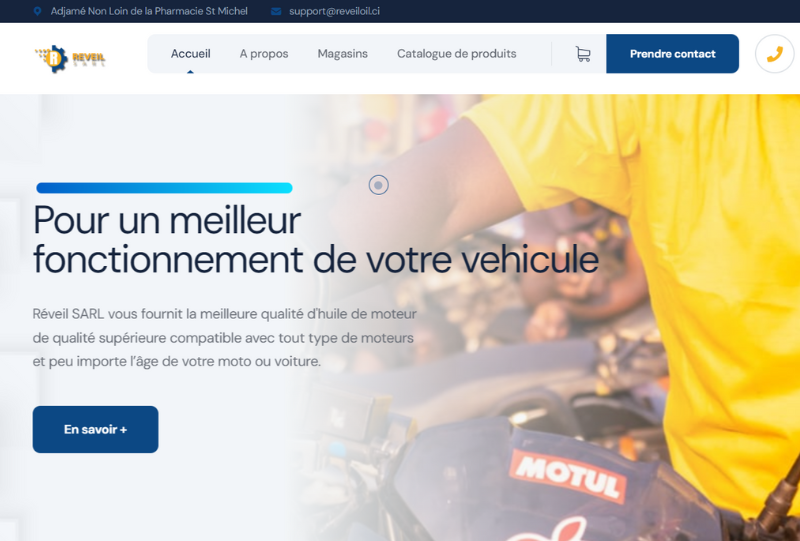 Adjamé Non Loin de la Pharmacie St Michel
support@reveiloil.ci
REVEIL
SARL
Accueil
A propos
Magasins
Catalogue de produits
Prendre contact
Pour un meilleur
fonctionnement de votre vehicule
Réveil SARL vous fournit la meilleure qualité d'huile de moteur
de qualité supérieure compatible avec tout type de moteurs
et peu importe l'âge de votre moto ou voiture.
En savoir +
MOTUL